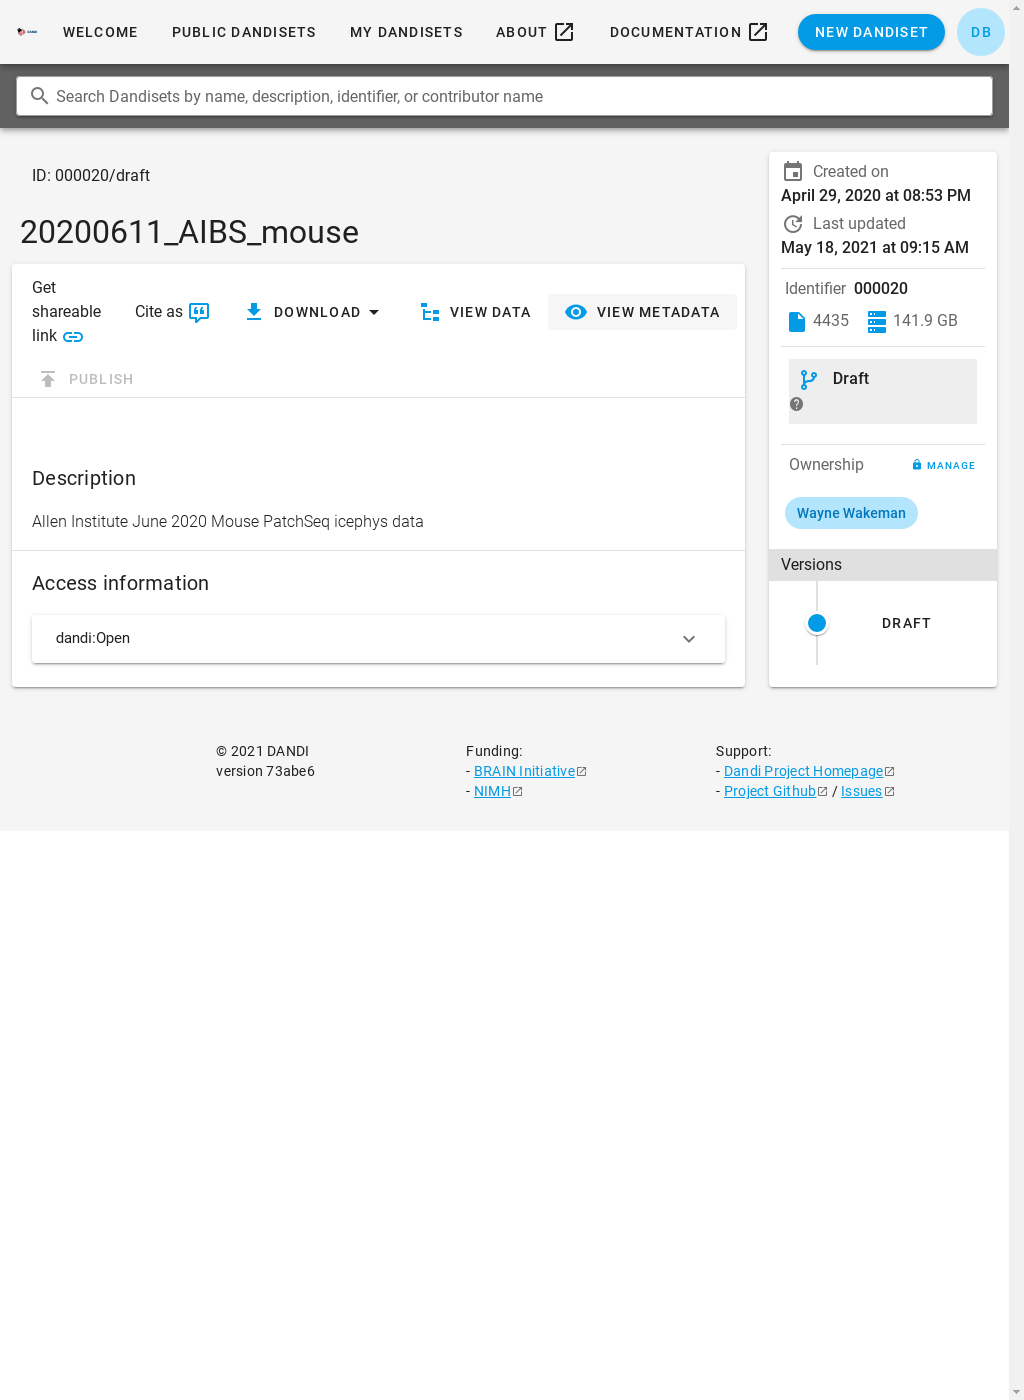 WELCOME
PUBLIC DANDISETS
MY DANDISETS
ABOUT
DOCUMENTATION
NEW DANDISET
DB
Search Dandisets by name, description, identifier, or contributor name
ID: 000020/draft
20200611_AIBS_mouse
Get
shareable
link
Cite as
DOWNLOAD
VIEW DATA
VIEW METADATA
PUBLISH
Description
Allen Institute June 2020 Mouse PatchSeq icephys data
Access information
dandi:Open
Created on
April 29, 2020 at 08:53 PM
Last updated
May 18, 2021 at 09:15 AM
Identifier 000020
4435
141.9 GB
Draft
Ownership
MANAGE
Wayne Wakeman
Versions
DRAFT
© 2021 DANDI
version 73abe6
Funding:
- BRAIN Initiative
- NIMH
Support:
- Dandi Project Homepage
- Project Github / Issues